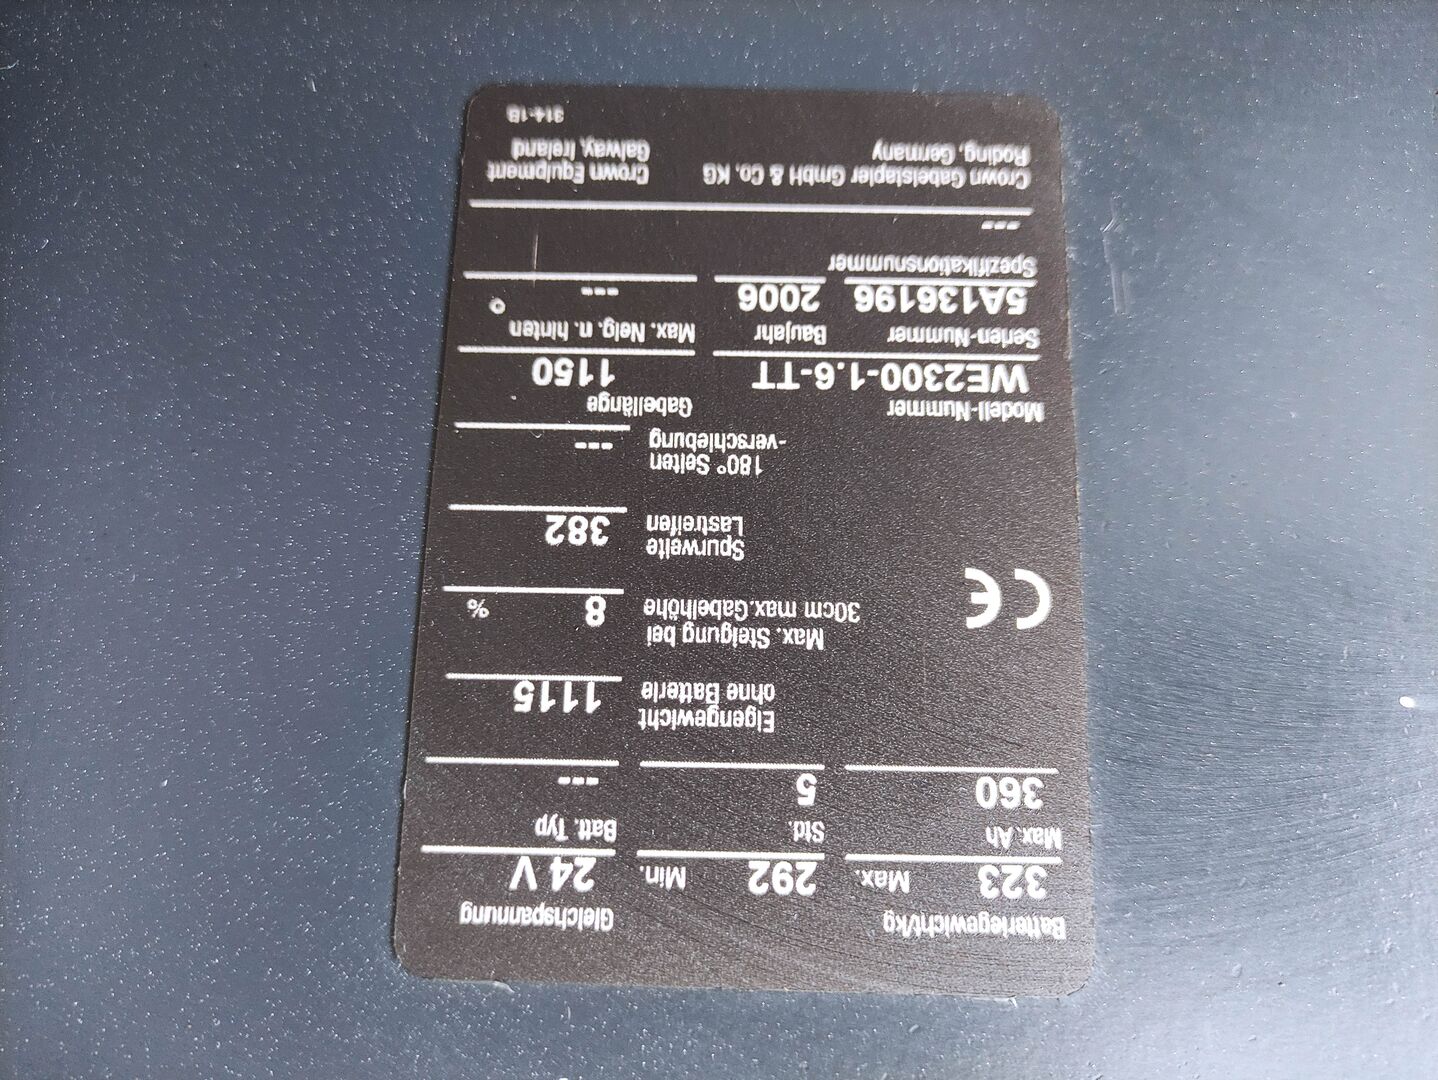 Batteriegewicht/kg Gleichspannung
323 Max. 292 Min. 24 V
Max. Ah Std. Batt. Typ
360 5 ---
Eigengewicht
ohne Batterie 1115
Max. Steigung bei
30cm max.Gabelhöhe 8 %
CE
Spurweite
Lastreifen 382
180° Seiten
-verschiebung ---
Modell-Nummer Gabellänge
WE2300-1.6-TT 1150
Serien-Nummer Baujahr Max. Neig. n. hinten
5A136196 2006 --- °
Spezifikationsnummer
---
Crown Gabelstapler GmbH & Co. KG Crown Equipment
Roding, Germany Galway, Ireland
314-1B